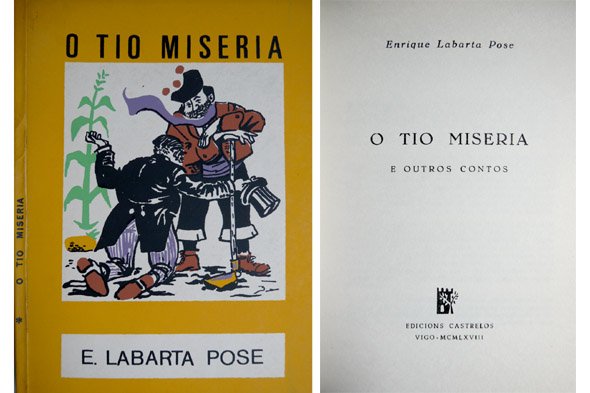 O TIO MISERIA
* O TIO MISERIA
E. LABARTA POSE
Enrique Labarta Pose
O TIO MISERIA
E OUTROS CONTOS
EDICIONS CASTRELOS
VIGO-MCMLXVIII